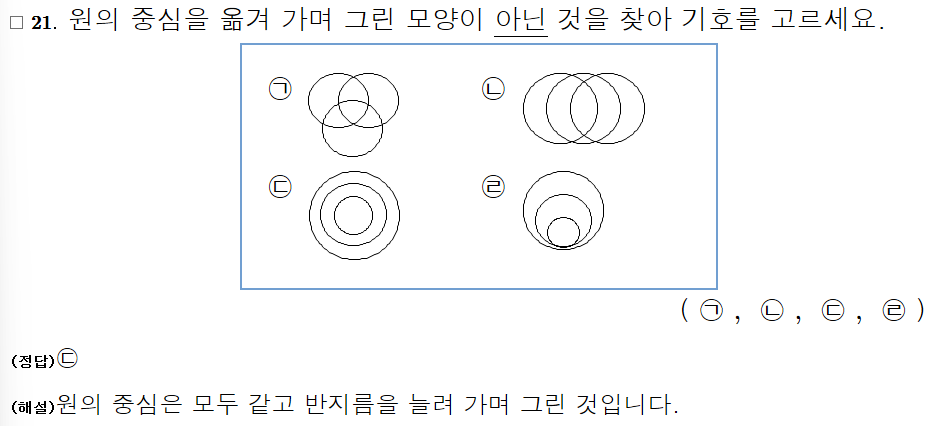 □ 21. 원의 중심을 옮겨 가며 그린 모양이 아닌 것을 찾아 기호를 고르세요.
㉠ ㉡
㉢ ㉣
( ㉠ , ㉡ , ㉢ , ㉣ )
(정답)㉢
(해설)원의 중심은 모두 같고 반지름을 늘려 가며 그린 것입니다.